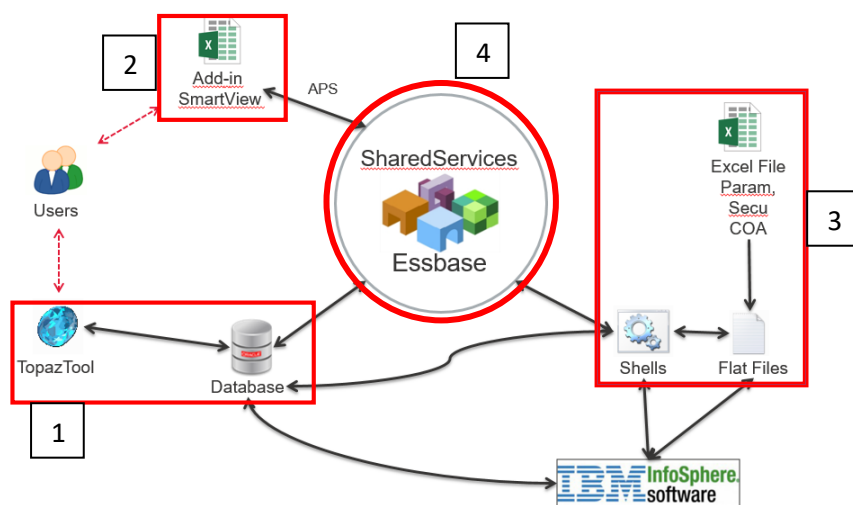 2
4
Add-in
SmartView
APS
SharedServices
Essbase
Users
Excel File
Param,
Secu
COA
3
TopazTool
ORACLE
Database
Shells
Flat Files
1
IBM InfoSphere.
software